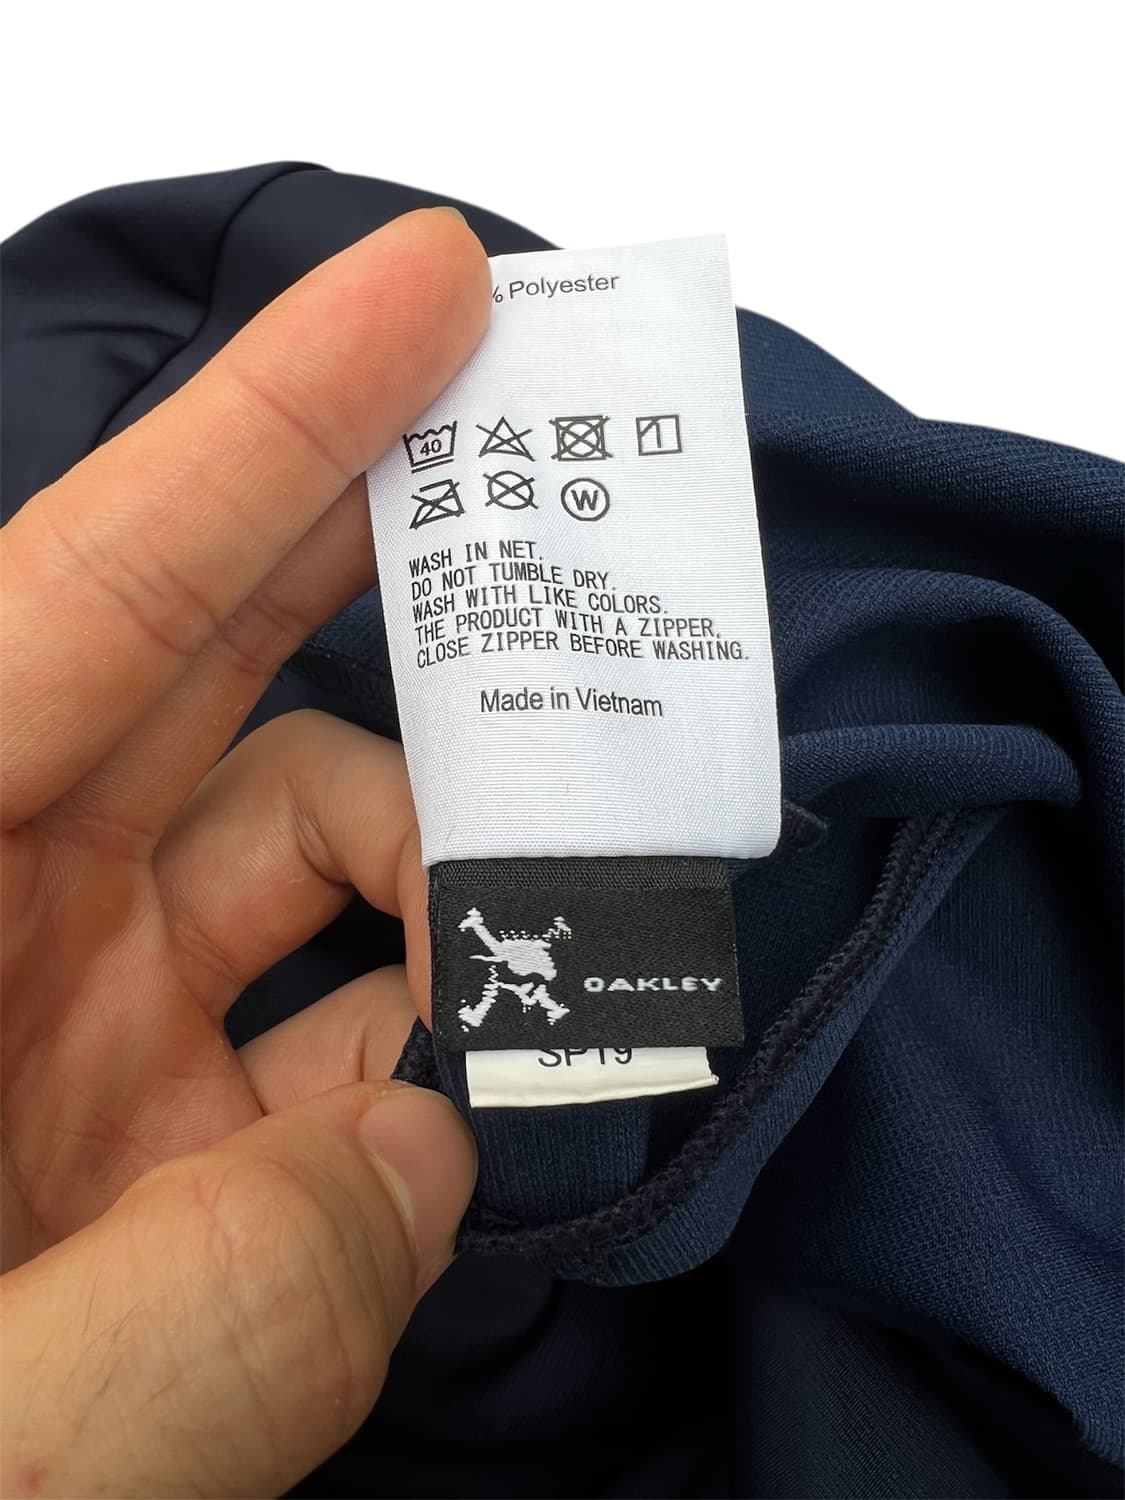 % Polyester
40
W
WASH IN NET.
DO NOT TUMBLE DRY.
WASH WITH LIKE COLORS.
THE PRODUCT WITH A ZIPPER,
CLOSE ZIPPER BEFORE WASHING.
Made in Vietnam
OAKLEY
SP19